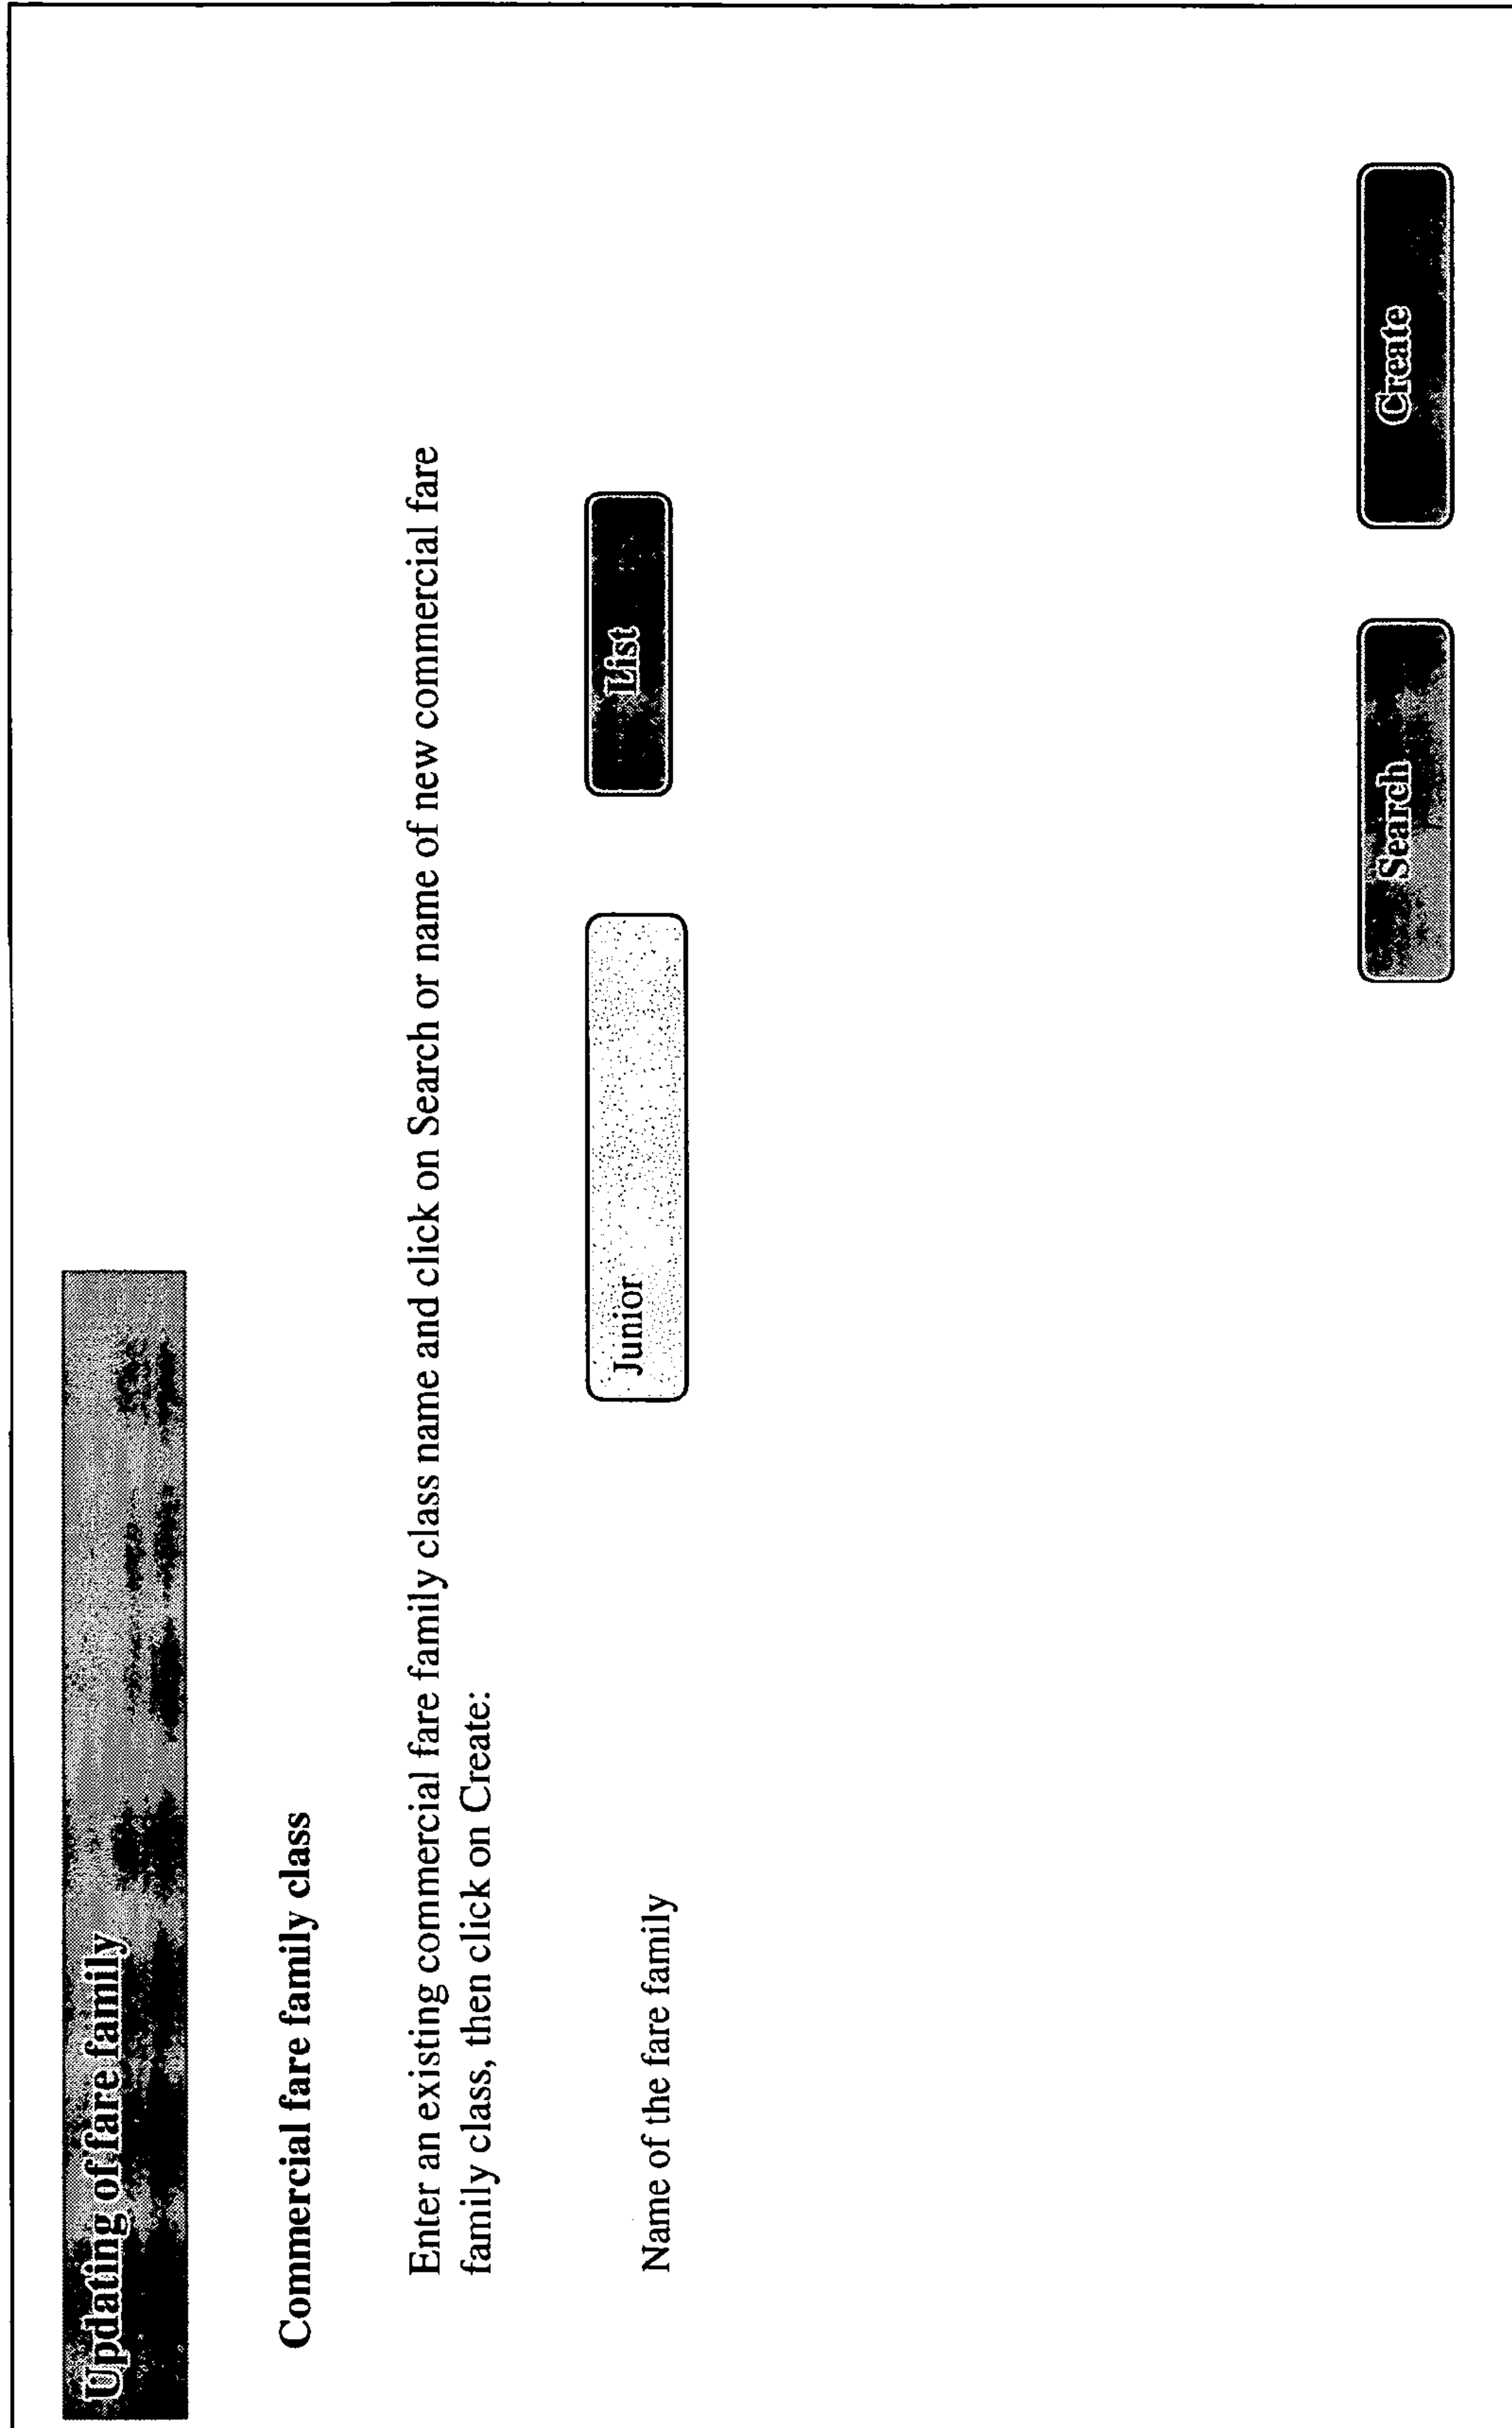 Updating of fare family
Commercial fare family class
Enter an existing commercial fare family class name and click on Search or name of new commercial fare
family class, then click on Create:
Name of the fare family
Junior
List
Search
Create